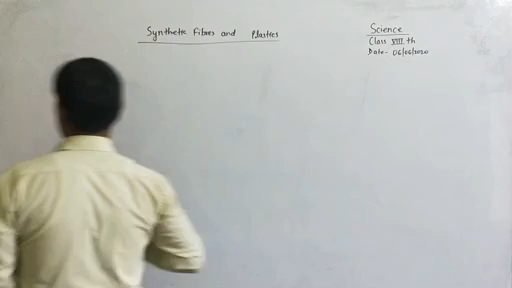 Synthetic Fibres and Plastics
Science
Class VIII th
Date- 06/06/2020